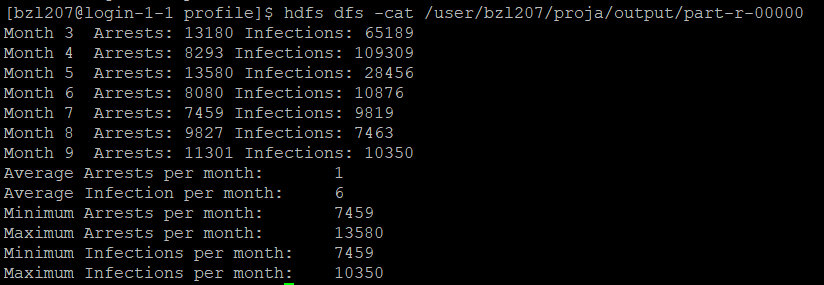 [bzl207@login-1-1 profile]$ hdfs dfs -cat /user/bzl207/proja/output/part-r-00000
Month 3  Arrests: 13180 Infections: 65189
Month 4  Arrests: 8293 Infections: 109309
Month 5  Arrests: 13580 Infections: 28456
Month 6  Arrests: 8080 Infections: 10876
Month 7  Arrests: 7459 Infections: 9819
Month 8  Arrests: 9827 Infections: 7463
Month 9  Arrests: 11301 Infections: 10350
Average Arrests per month:       1
Average Infection per month:     6
Minimum Arrests per month:       7459
Maximum Arrests per month:       13580
Minimum Infections per month:    7459
Maximum Infections per month:    10350